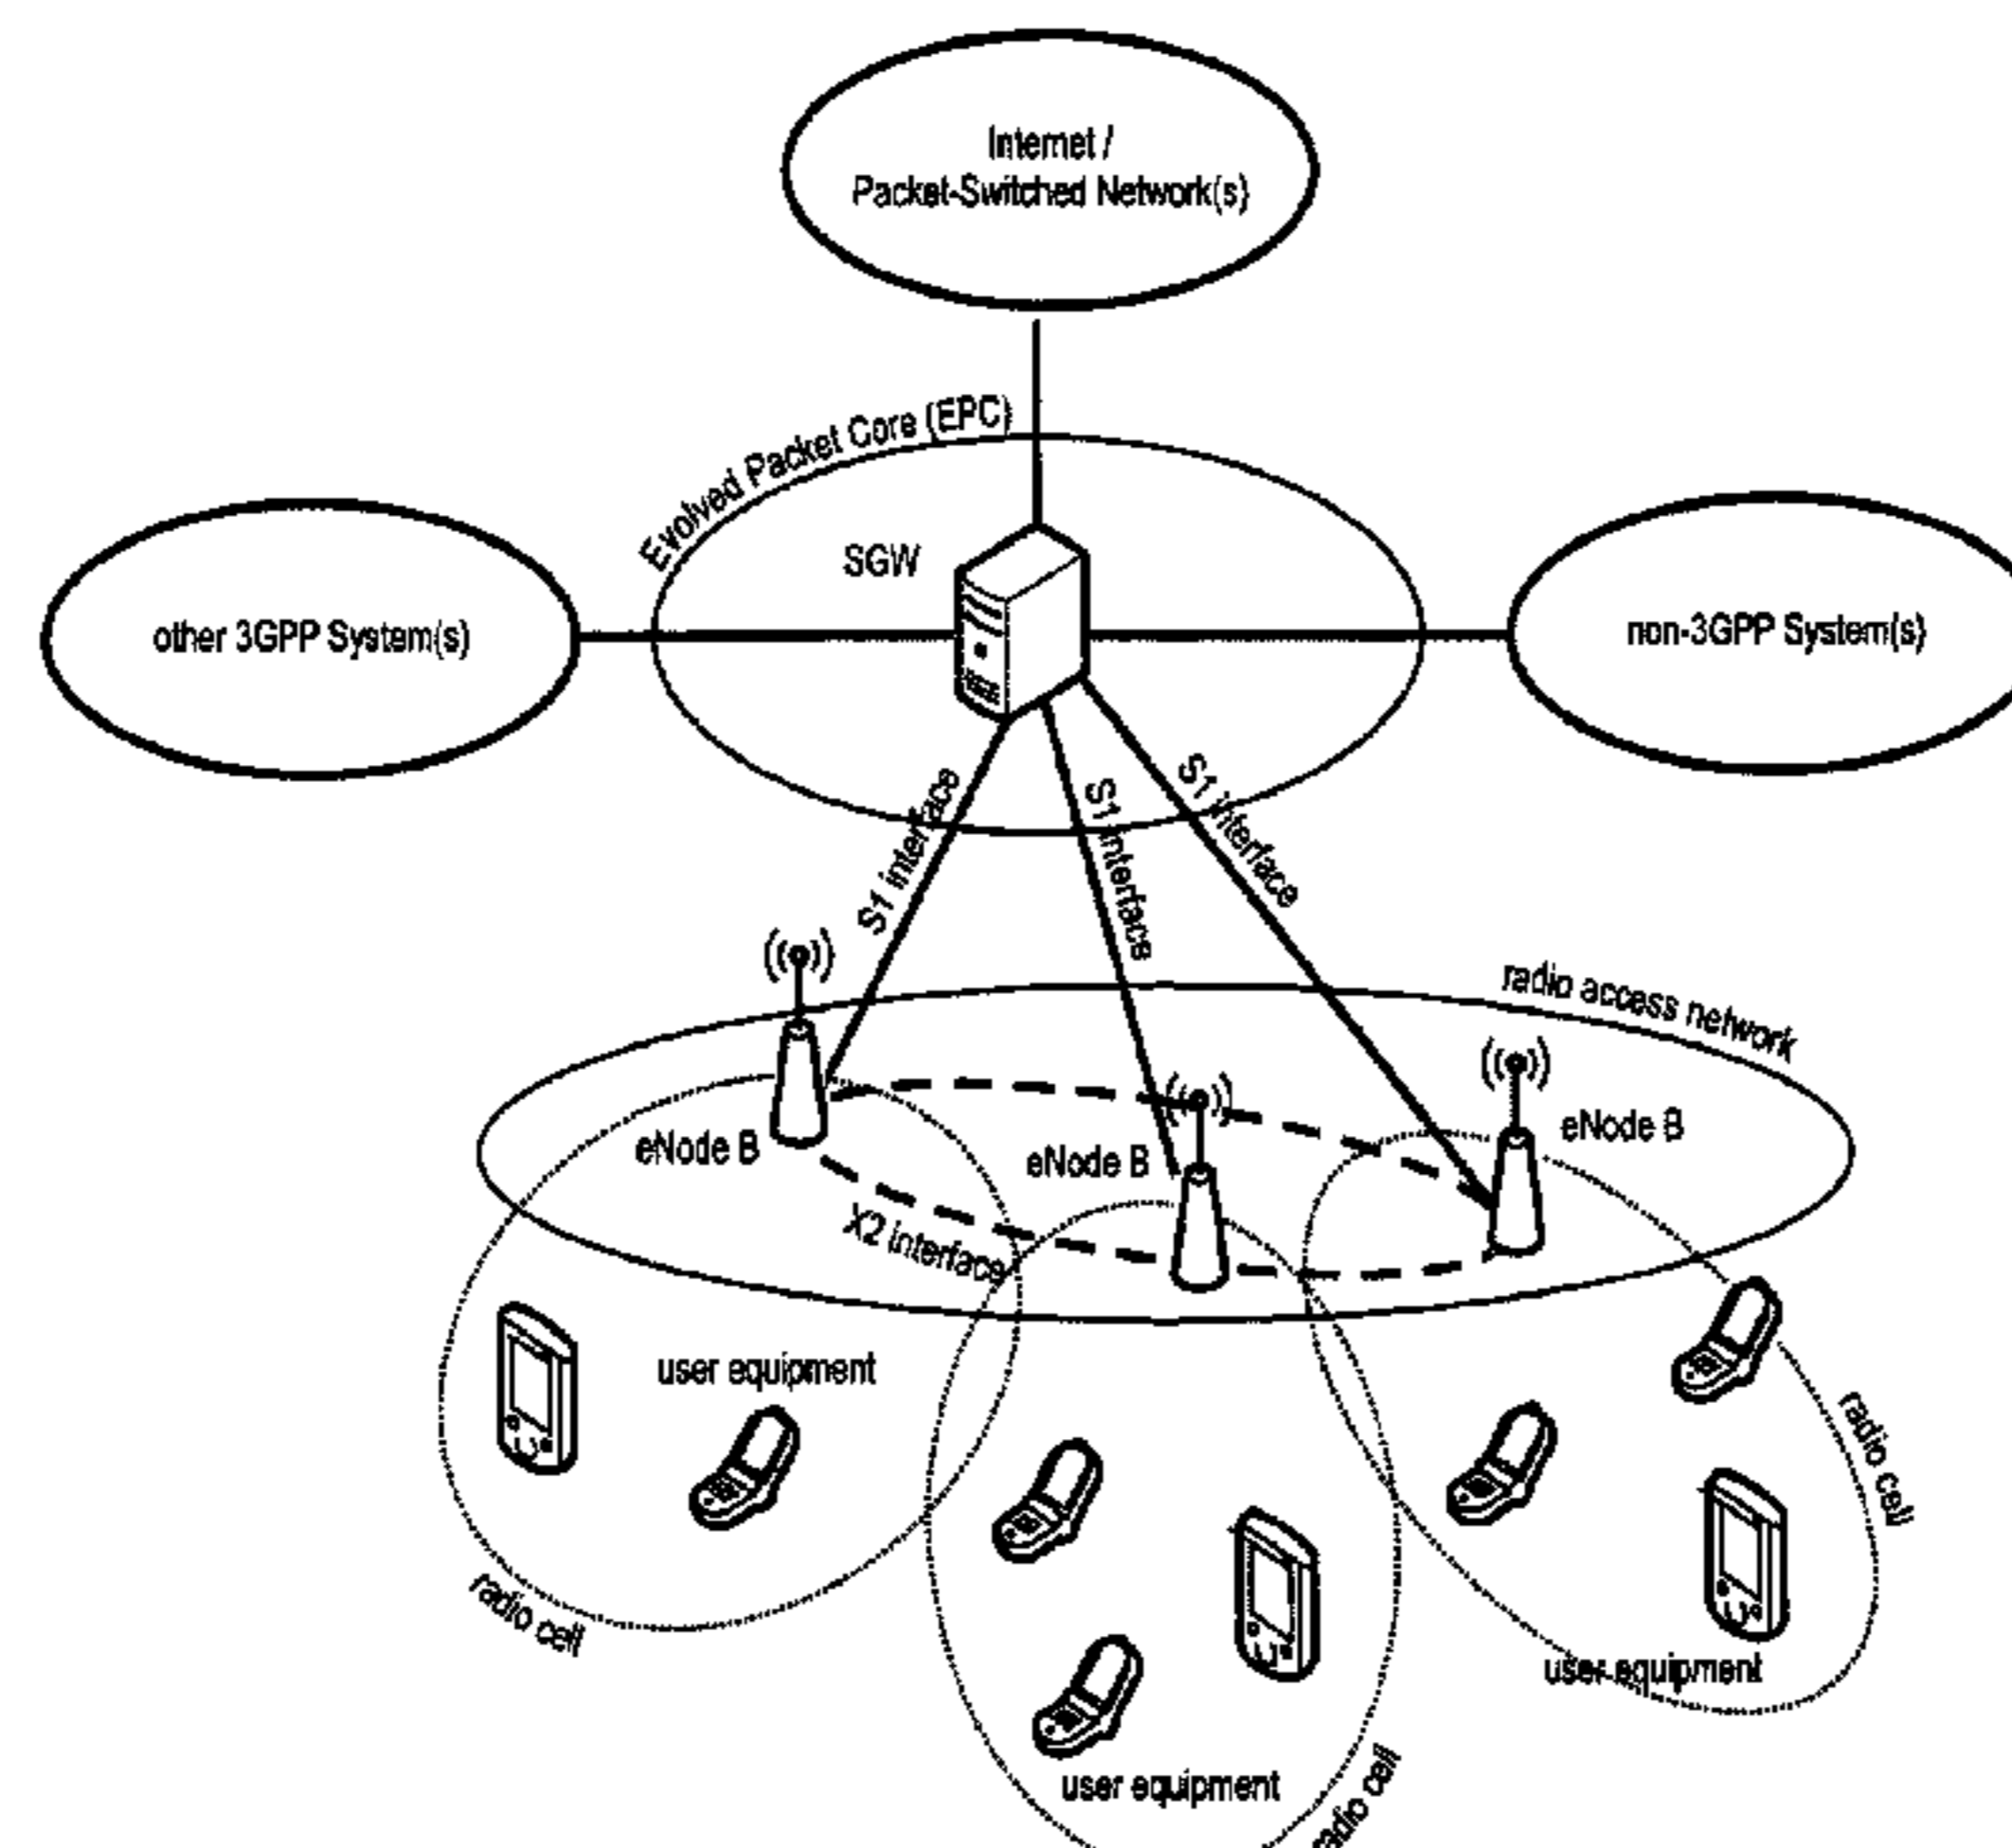 Internet /
Packet-Switched Network(s)
Evolved Packet Core (EPC)
SGW
other 3GPP System(s)
non-3GPP System(s)
S1 interface
S1 interface
S1 interface
radio access network
eNode B
eNode B
eNode B
X2 interface
user equipment
radio cell
radio cell
user equipment
user equipment
radio cell